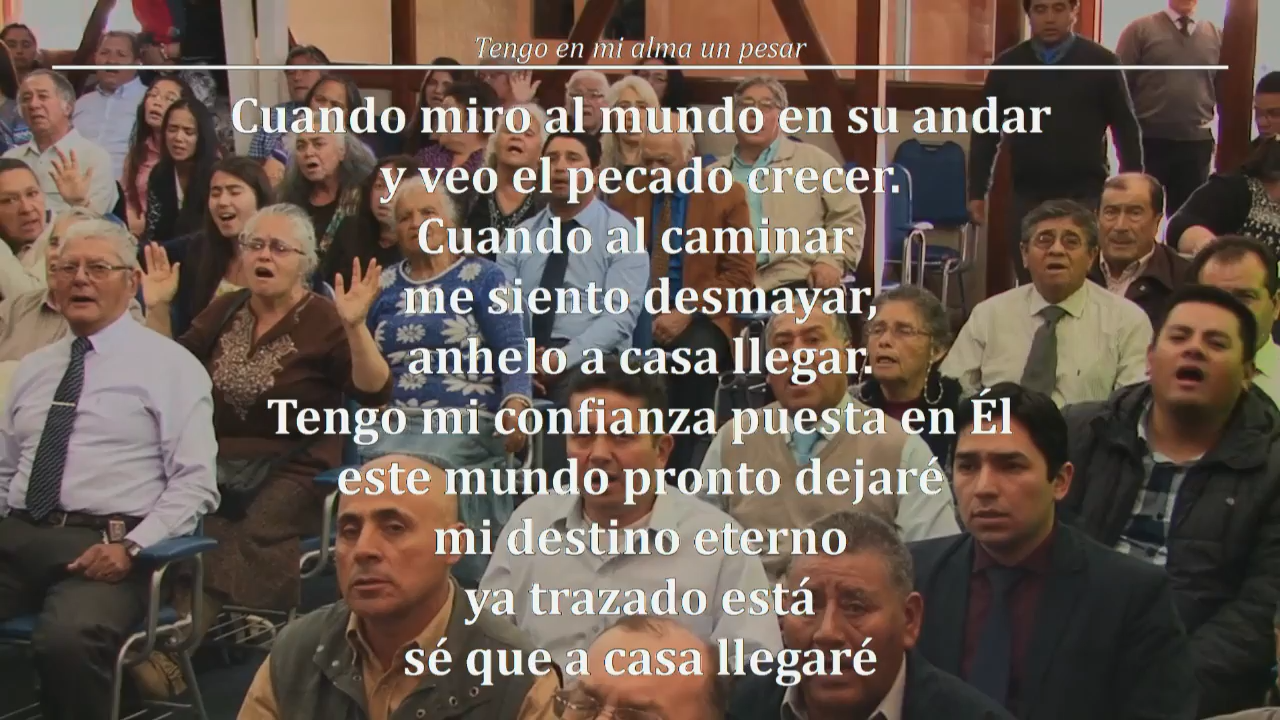 Tengo en mi alma un pesar
Cuando miro al mundo en su andar
y veo el pecado crecer.
Cuando al caminar
me siento desmayar,
anhelo a casa llegar.
Tengo mi confianza puesta en Él
este mundo pronto dejaré
mi destino eterno
ya trazado está
sé que a casa llegaré